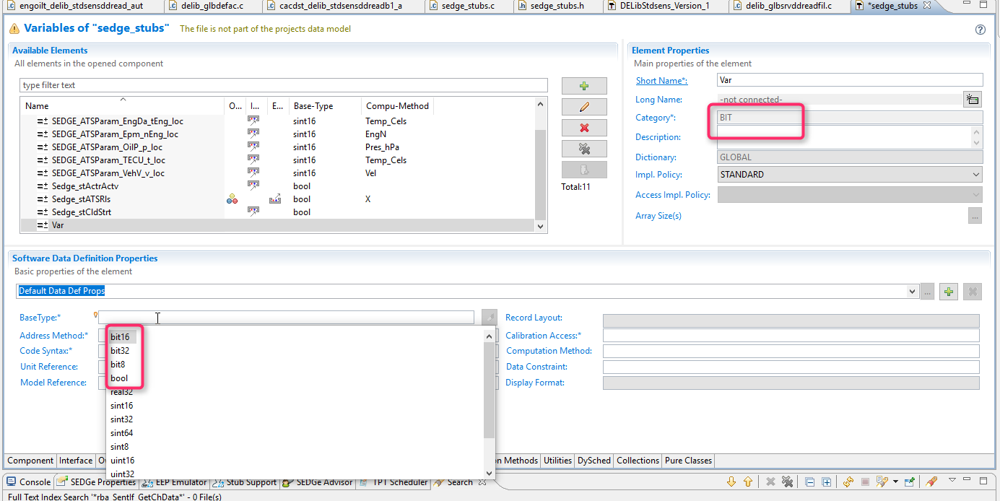 engoilt_delib_stdsensddread_aut delib_glbdefac.c cacdst_delib_stdsensddreadb1_a sedge_stubs.c sedge_stubs.h DELibStdsens_Version_1 delib_glbsrvddreadfil.c *sedge_stubs
Variables of "sedge_stubs" The file is not part of the projects data model
Available Elements
All elements in the opened component
type filter text
Name O... I... E... Base-Type Compu-Method
SEDGE_ATSParam_EngDa_tEng_loc sint16 Temp_Cels
SEDGE_ATSParam_Epm_nEng_loc sint16 EngN
SEDGE_ATSParam_OilP_p_loc sint16 Pres_hPa
SEDGE_ATSParam_TECU_t_loc sint16 Temp_Cels
SEDGE_ATSParam_VehV_v_loc sint16 Vel
Sedge_stActrActv bool
Sedge_stATSRls bool X
Sedge_stCldStrt bool
Var
Total:11
Element Properties
Main properties of the element
Short Name*: Var
Long Name: -not connected-
Category*: BIT
Description:
Dictionary: GLOBAL
Impl. Policy: STANDARD
Access Impl. Policy:
Array Size(s) ...
Software Data Definition Properties
Basic properties of the element
Default Data Def Props ...
BaseType:* Record Layout:
Address Method:* Calibration Access:*
Code Syntax:* Computation Method:
Unit Reference: Data Constraint:
Model Reference: Display Format:
bit16
bit32
bit8
bool
real32
sint16
sint32
sint64
sint8
uint16
uint32
Component Interface Methods Utilities DySched Collections Pure Classes
Console SEDGe Properties EEP Emulator Stub Support SEDGe Advisor TPT Scheduler Search
Full Text Index Search '*rba_SentIf_GetChData*' - 0 File(s)